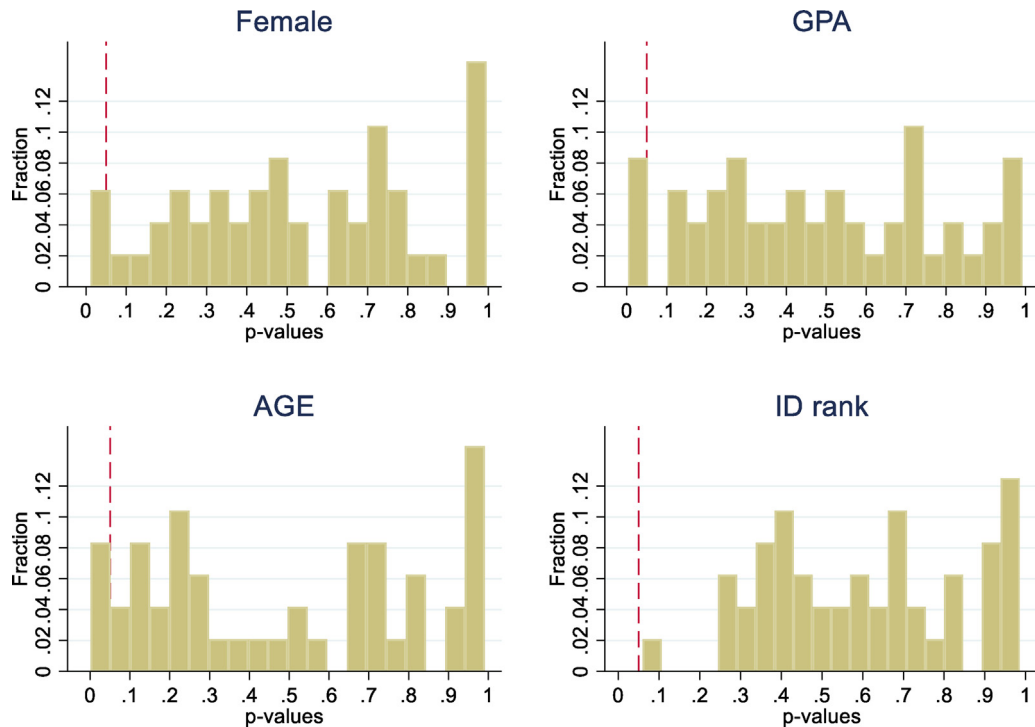 Female
Fraction
0 .02 .04 .06 .08 .1 .12
0 .1 .2 .3 .4 .5 .6 .7 .8 .9 1
p-values
GPA
Fraction
0 .02 .04 .06 .08 .1 .12
0 .1 .2 .3 .4 .5 .6 .7 .8 .9 1
p-values
AGE
Fraction
0 .02 .04 .06 .08 .1 .12
0 .1 .2 .3 .4 .5 .6 .7 .8 .9 1
p-values
ID rank
Fraction
0 .02 .04 .06 .08 .1 .12
0 .1 .2 .3 .4 .5 .6 .7 .8 .9 1
p-values